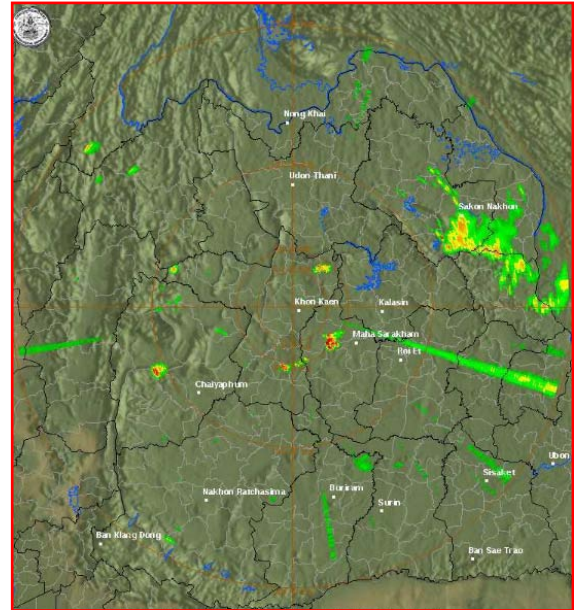 Nong Khai
Udon Thani
Sakon Nakhon
Khon Kaen
Kalasin
Maha Sarakham
Roi Et
Chaiyaphum
Ubon
Sisaket
Buriram
Nakhon Ratchasima
Surin
Ban Klang Dong
Ban Sae Trao